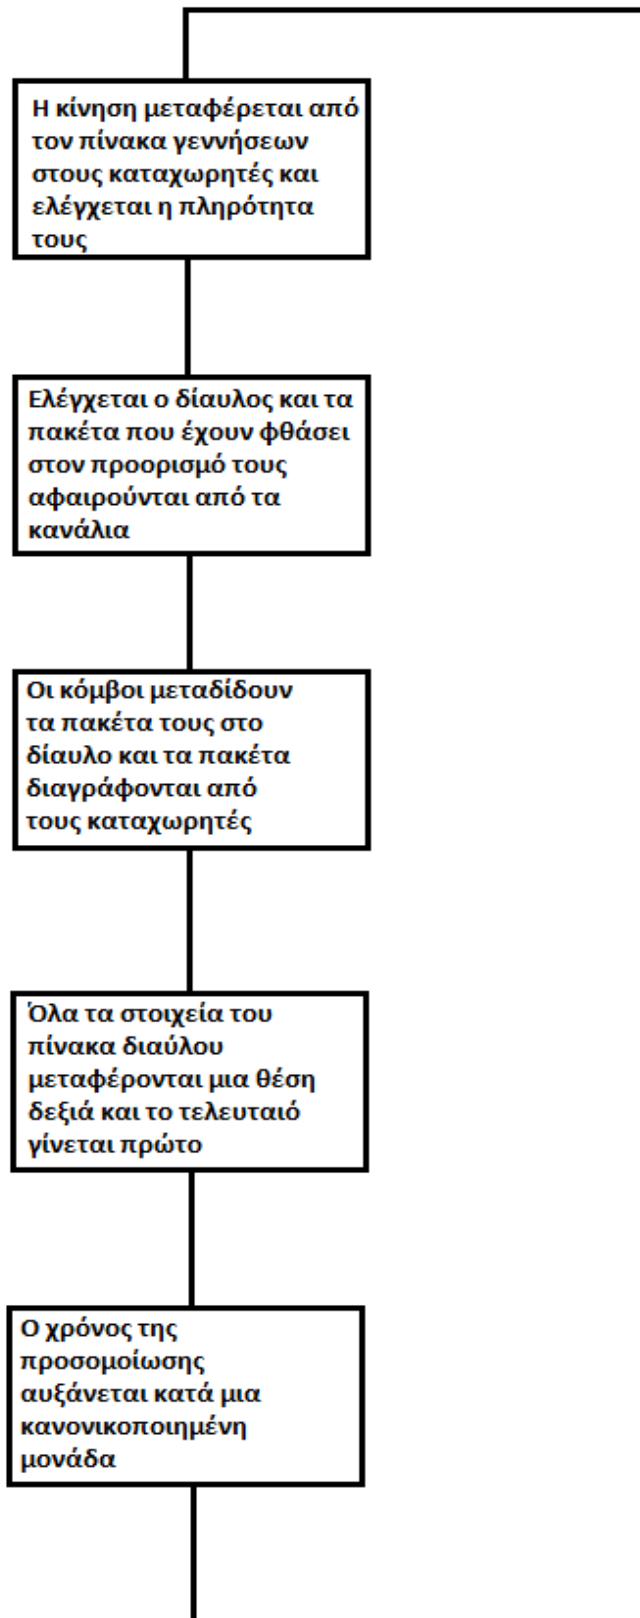 Η κίνηση μεταφέρεται από
τον πίνακα γεννήσεων
στους καταχωρητές και
ελέγχεται η πληρότητα
τους
Ελέγχεται ο δίαυλος και τα
πακέτα που έχουν φθάσει
στον προορισμό τους
αφαιρούνται από τα
κανάλια
Οι κόμβοι μεταδίδουν
τα πακέτα τους στο
δίαυλο και τα πακέτα
διαγράφονται από
τους καταχωρητές
Όλα τα στοιχεία του
πίνακα διαύλου
μεταφέρονται μια θέση
δεξιά και το τελευταιό
γίνεται πρώτο
Ο χρόνος της
προσομοίωσης
αυξάνεται κατά μια
κανονικοποιημένη
μονάδα